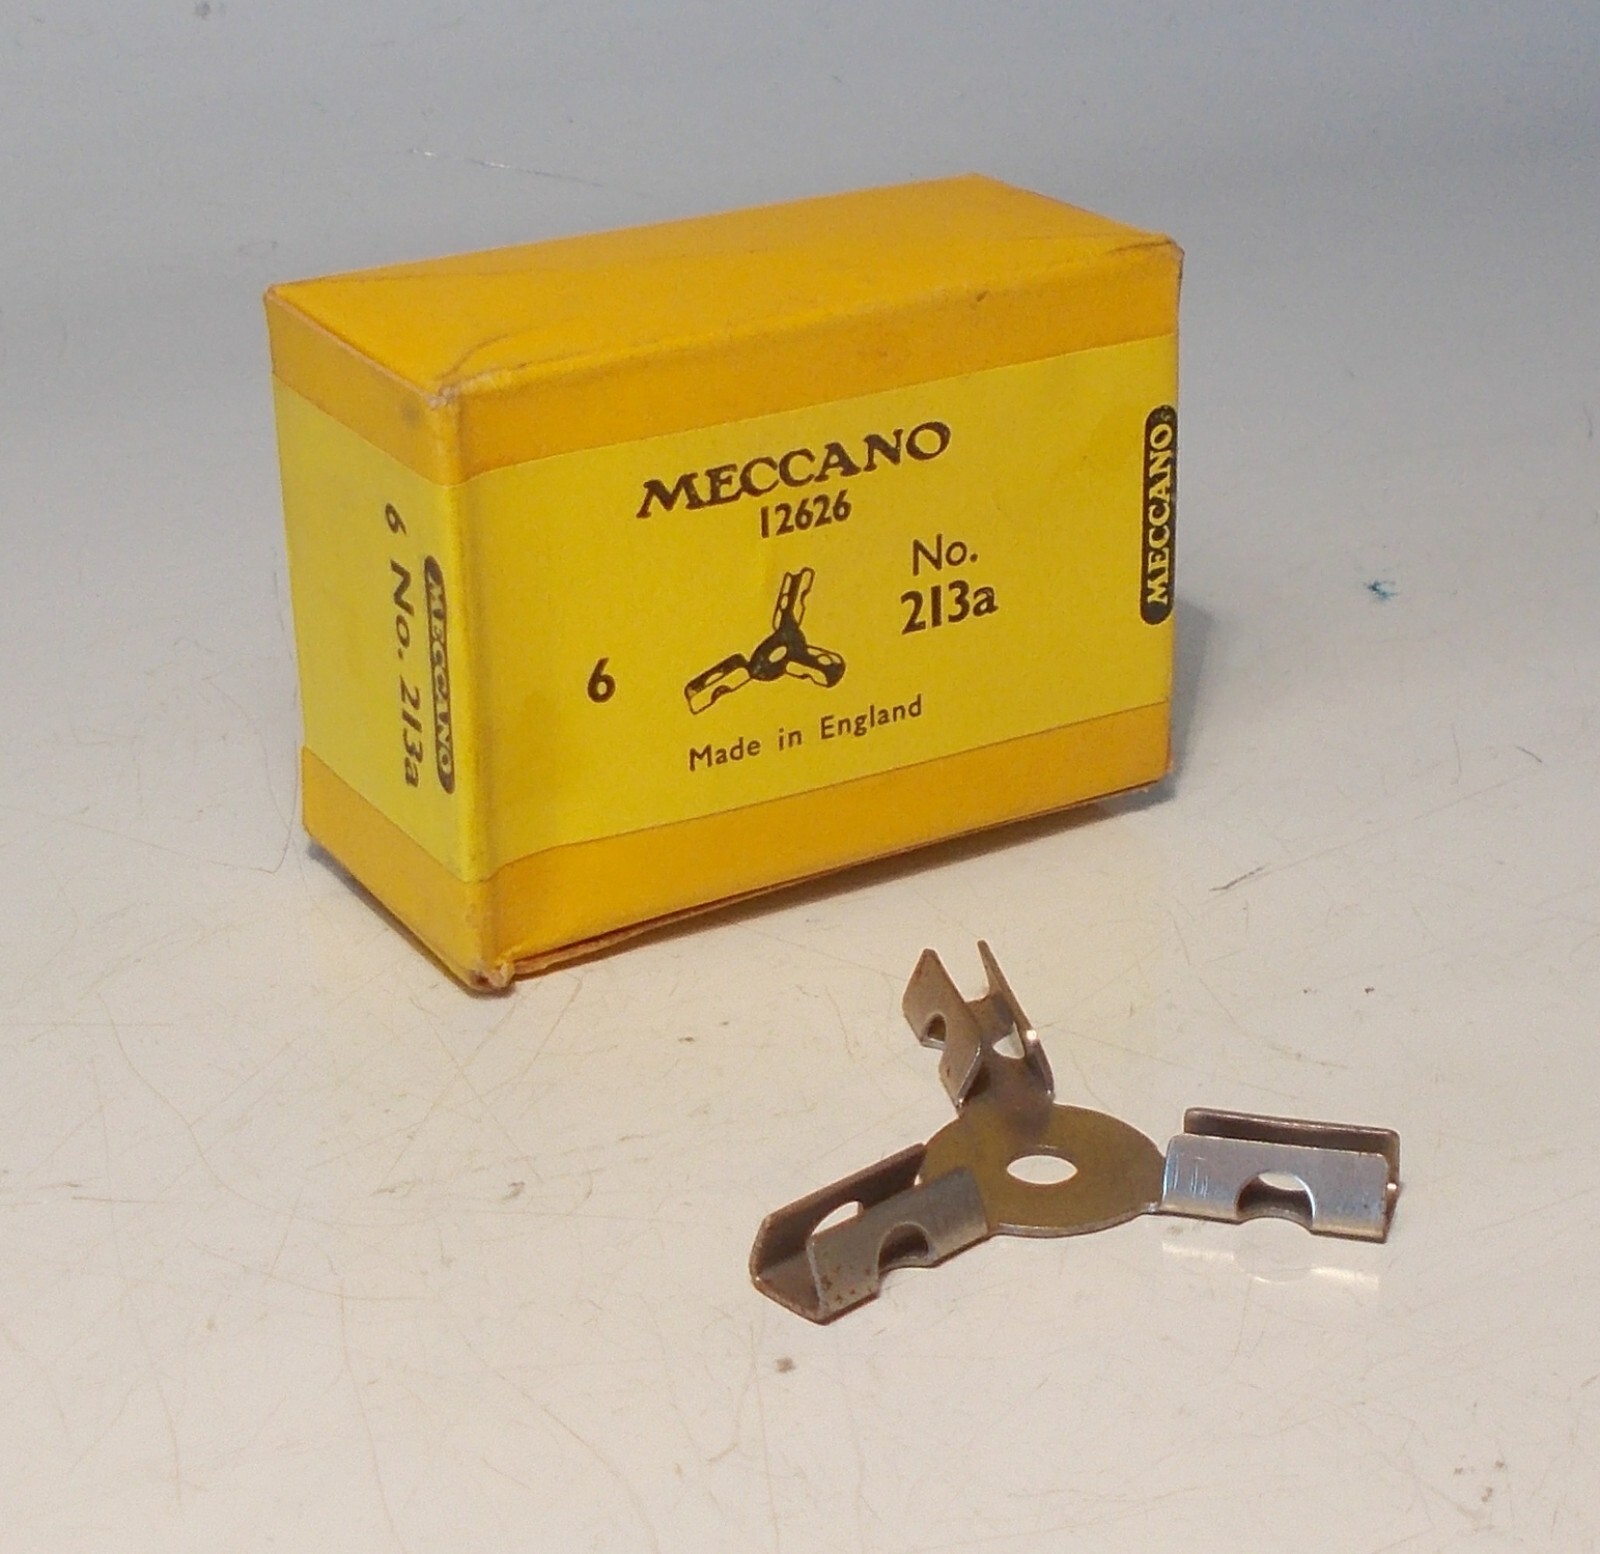 MECCANO
12626
No.
213a
6
Made in England
MECCANO
6 No. 213a
MECCANO